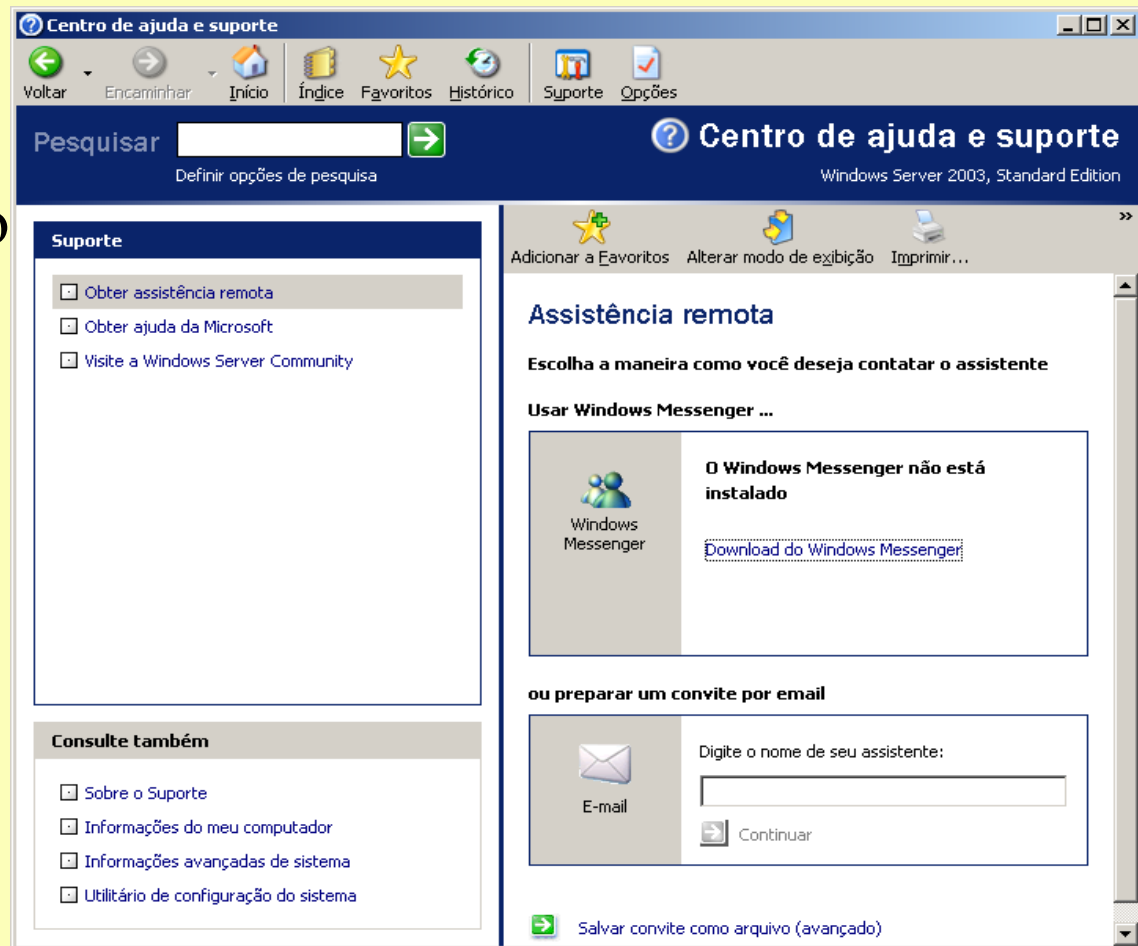 Centro de ajuda e suporte
Voltar Encaminhar Início Índice Favoritos Histórico Suporte Opções
Pesquisar
Definir opções de pesquisa
Centro de ajuda e suporte
Windows Server 2003, Standard Edition
Suporte
Obter assistência remota
Obter ajuda da Microsoft
Visite a Windows Server Community
Consulte também
Sobre o Suporte
Informações do meu computador
Informações avançadas de sistema
Utilitário de configuração do sistema
Adicionar a Favoritos Alterar modo de exibição Imprimir... »
Assistência remota
Escolha a maneira como você deseja contatar o assistente
Usar Windows Messenger ...
Windows
Messenger
O Windows Messenger não está
instalado
Download do Windows Messenger
ou preparar um convite por email
E-mail
Digite o nome de seu assistente:
Continuar
Salvar convite como arquivo (avançado)